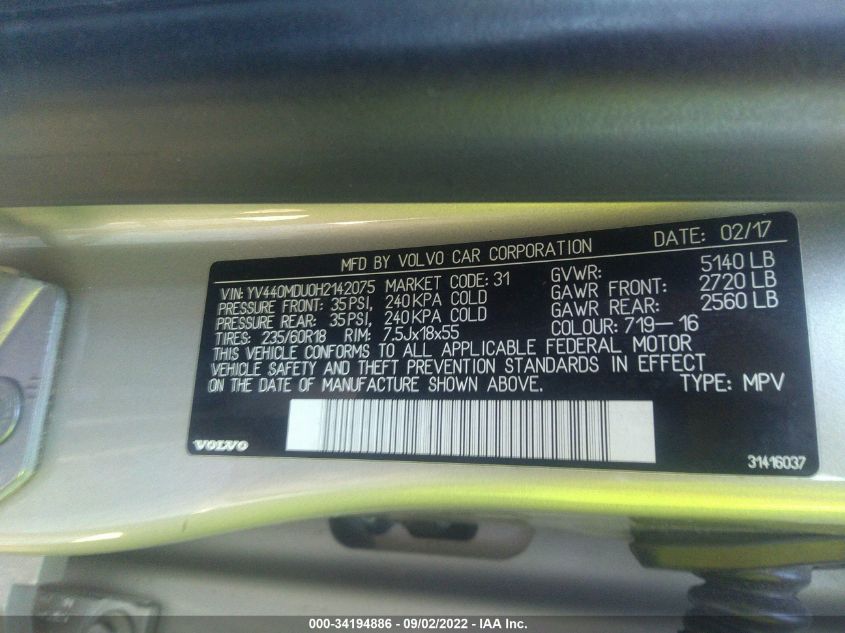 MFD BY VOLVO CAR CORPORATION DATE: 02/17
VIN: YV440MDU0H2142075 MARKET CODE: 31 GVWR: 5140 LB
PRESSURE FRONT: 35PSI, 240 KPA COLD GAWR FRONT: 2720 LB
PRESSURE REAR: 35PSI, 240 KPA COLD GAWR REAR: 2560 LB
TIRES: 235/60R18 RIM: 7.5Jx18x55 COLOUR: 719-16
THIS VEHICLE CONFORMS TO ALL APPLICABLE FEDERAL MOTOR
VEHICLE SAFETY AND THEFT PREVENTION STANDARDS IN EFFECT
ON THE DATE OF MANUFACTURE SHOWN ABOVE. TYPE: MPV
VOLVO
31416037
000-34194886 - 09/02/2022 - IAA Inc.